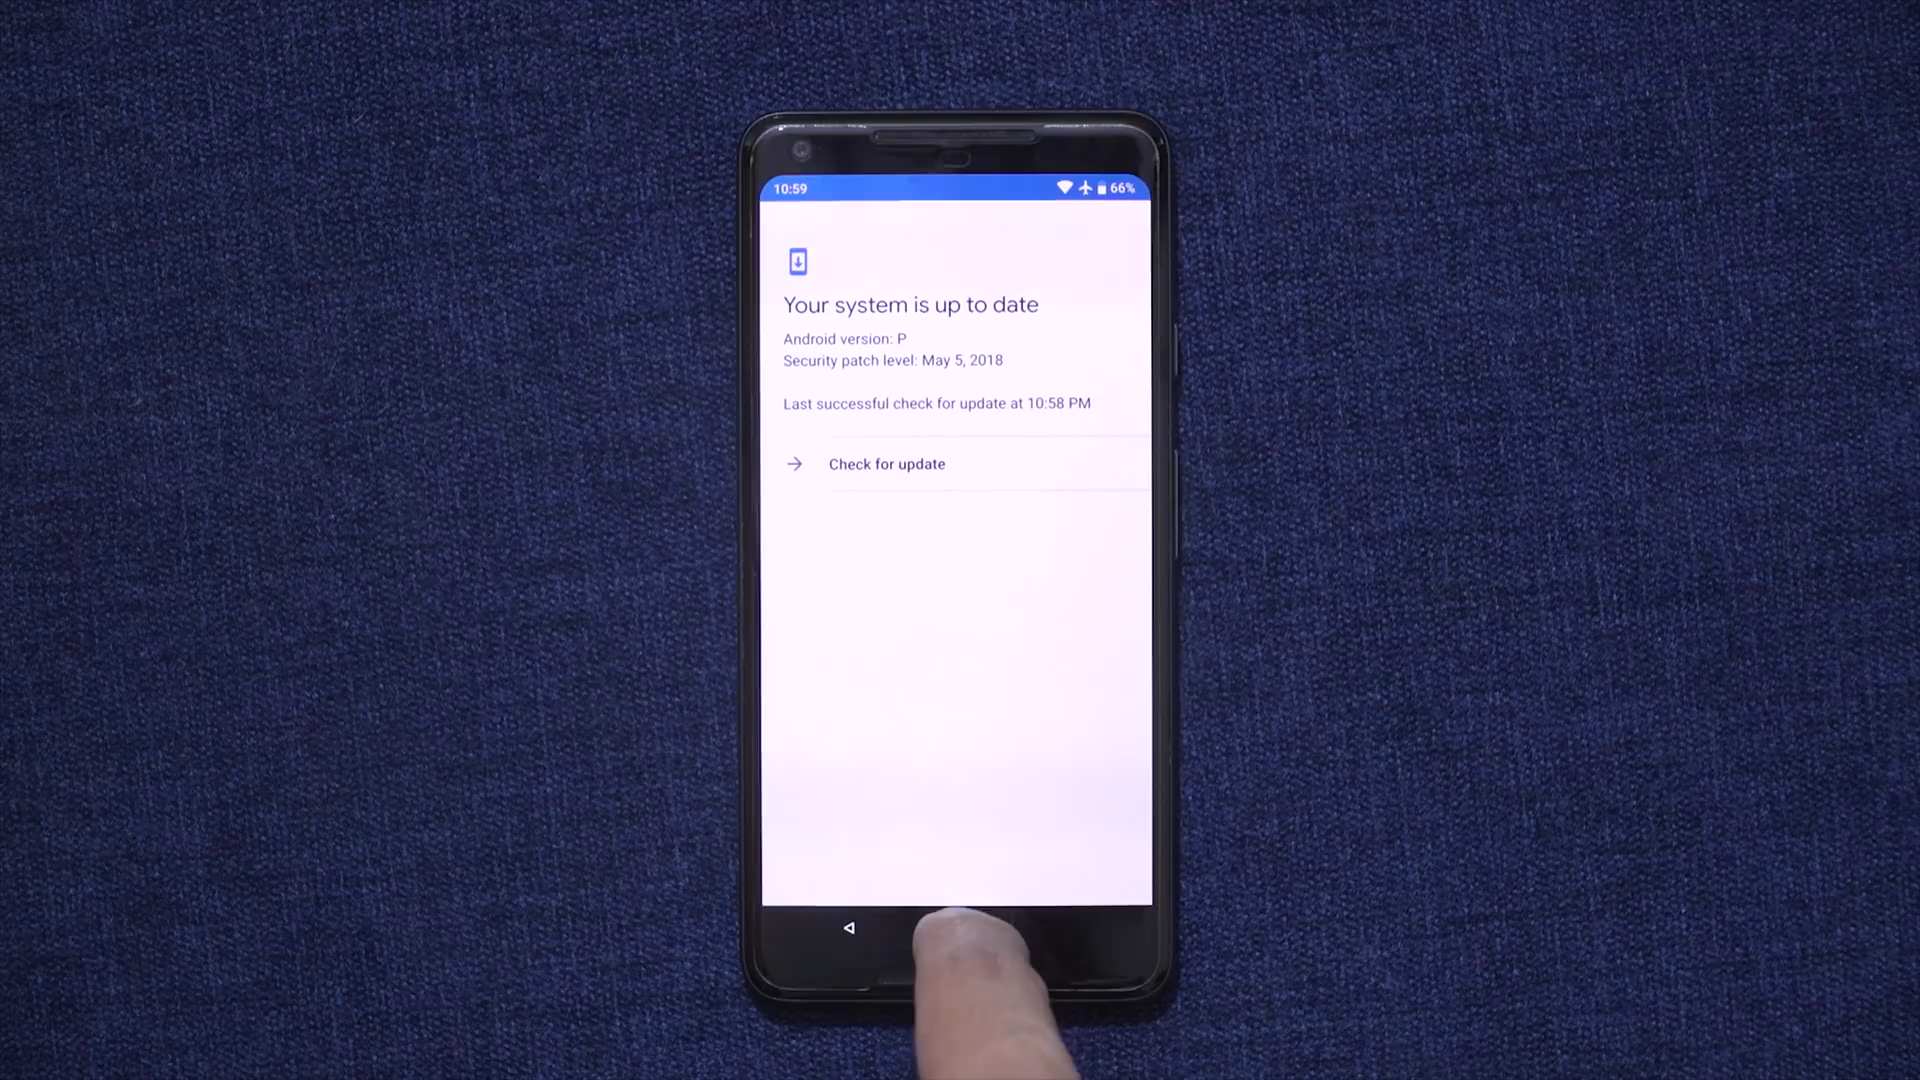 10:59 66%
Your system is up to date
Android version: P
Security patch level: May 5, 2018
Last successful check for update at 10:58 PM
Check for update